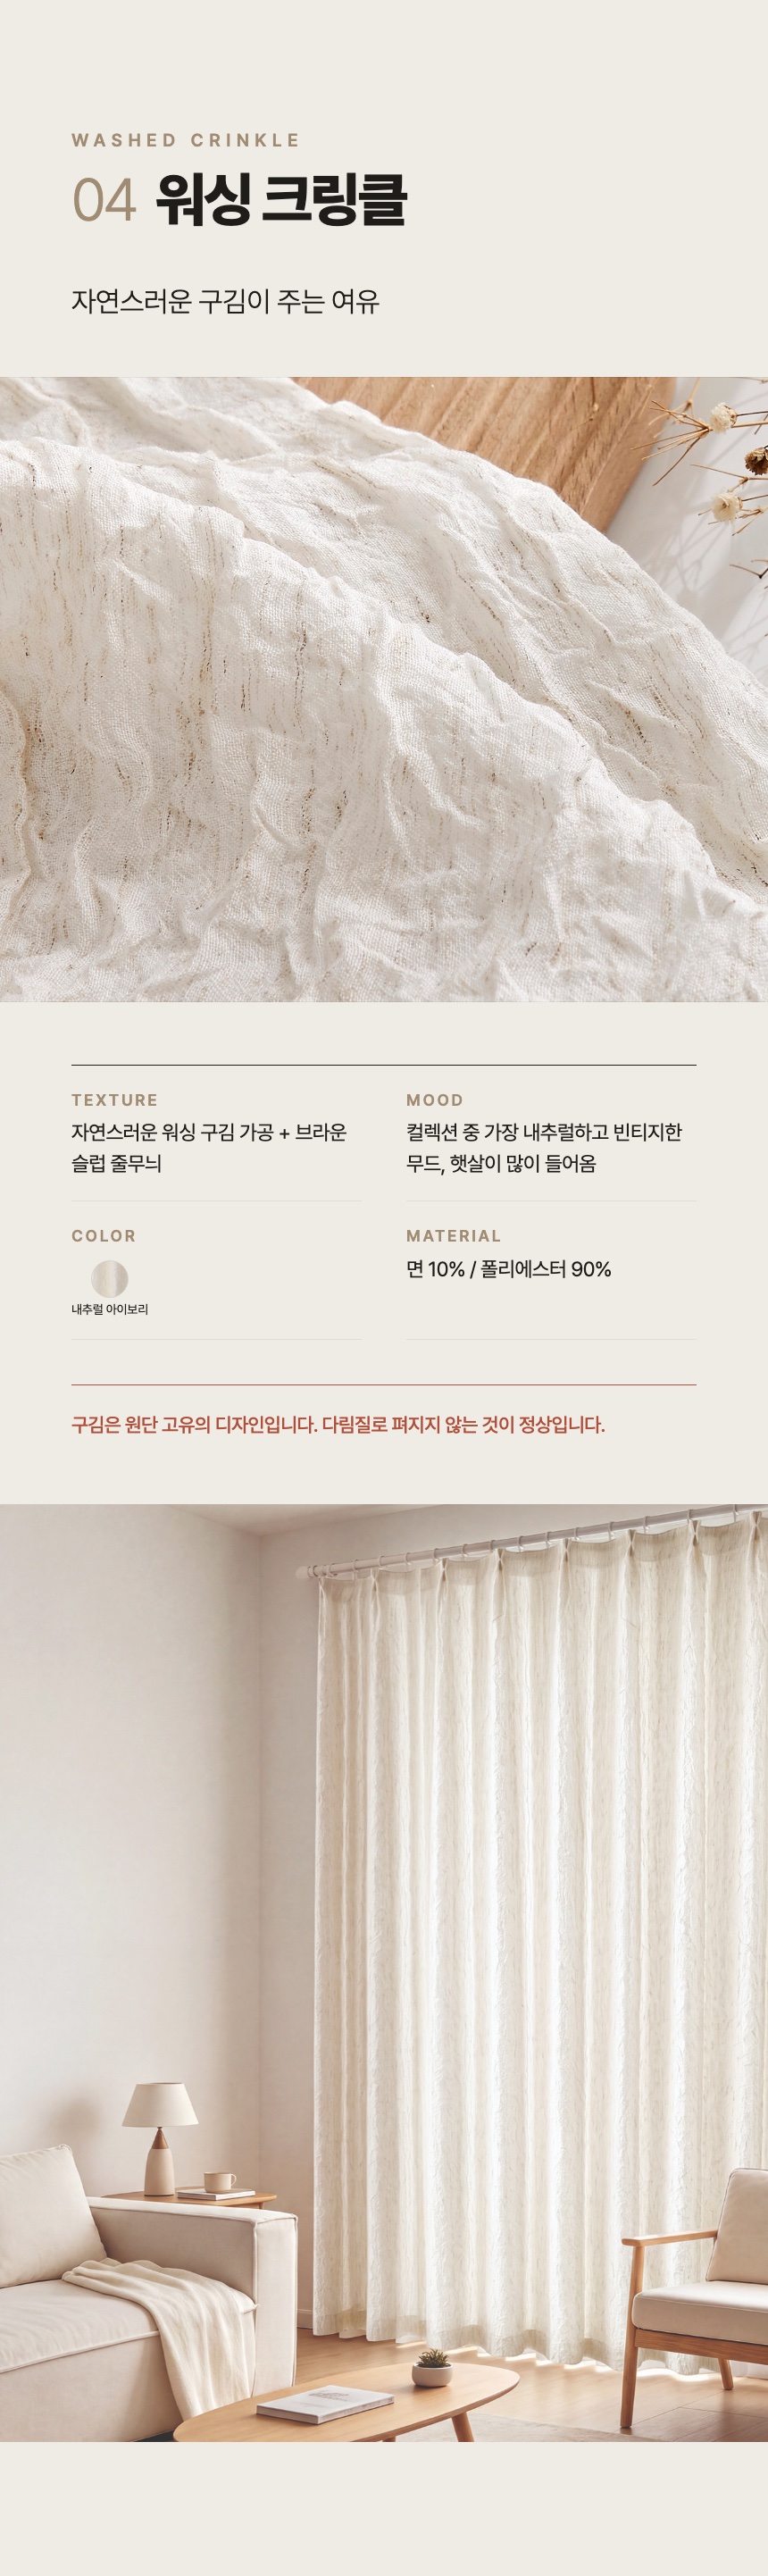 WASHED CRINKLE
04 워싱 크링클
자연스러운 구김이 주는 여유
TEXTURE
자연스러운 워싱 구김 가공 + 브라운
슬럽 줄무늬
MOOD
컬렉션 중 가장 내추럴하고 빈티지한
무드, 햇살이 많이 들어옴
COLOR
내추럴 아이보리
MATERIAL
면 10% / 폴리에스터 90%
구김은 원단 고유의 디자인입니다. 다림질로 펴지지 않는 것이 정상입니다.